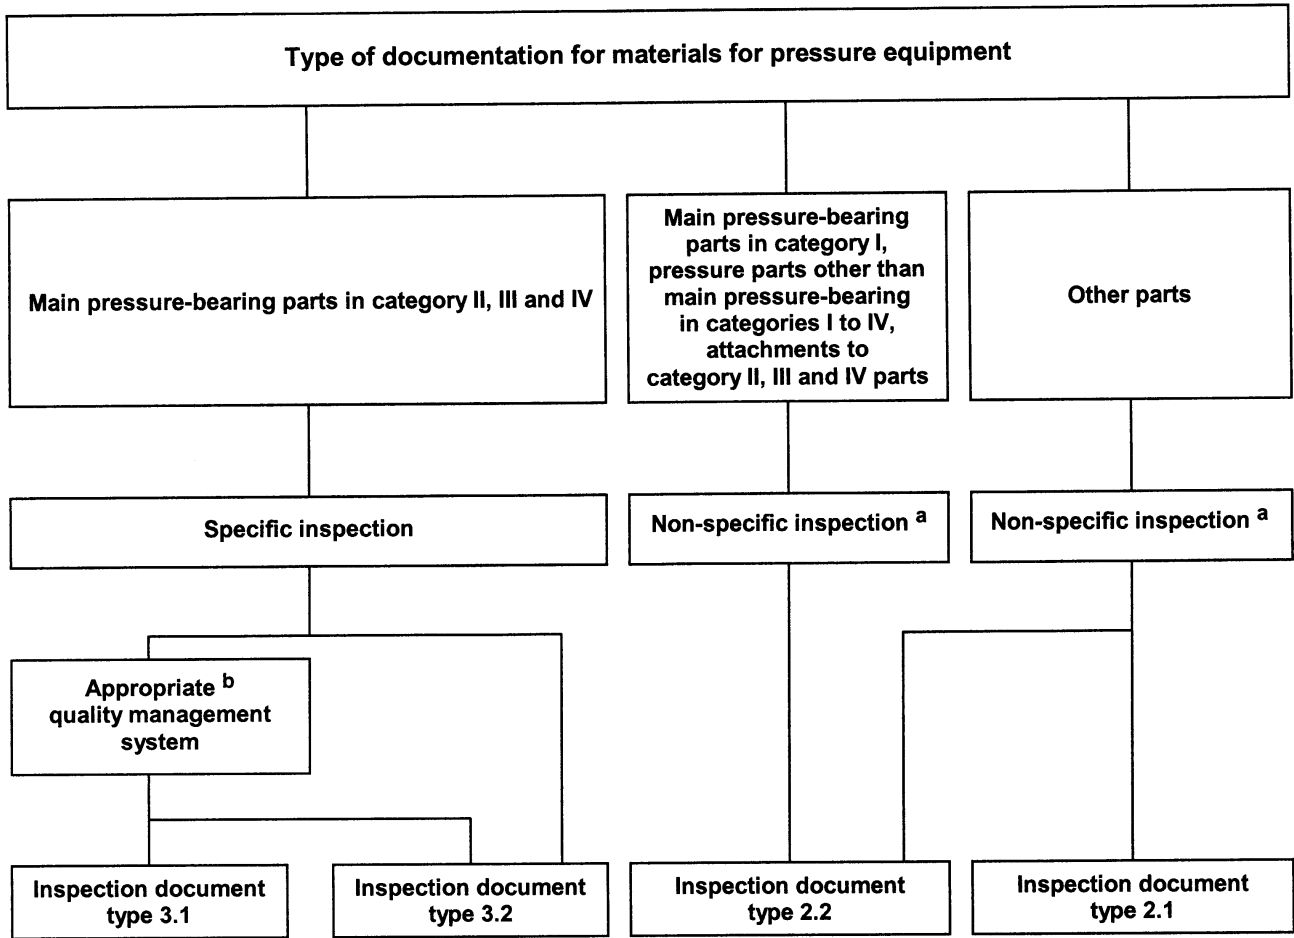 Type of documentation for materials for pressure equipment
Main pressure-bearing parts in category II, III and IV
Main pressure-bearing
parts in category I,
pressure parts other than
main pressure-bearing
in categories I to IV,
attachments to
category II, III and IV parts
Other parts
Specific inspection
Non-specific inspection a
Non-specific inspection a
Appropriate b
quality management
system
Inspection document
type 3.1
Inspection document
type 3.2
Inspection document
type 2.2
Inspection document
type 2.1